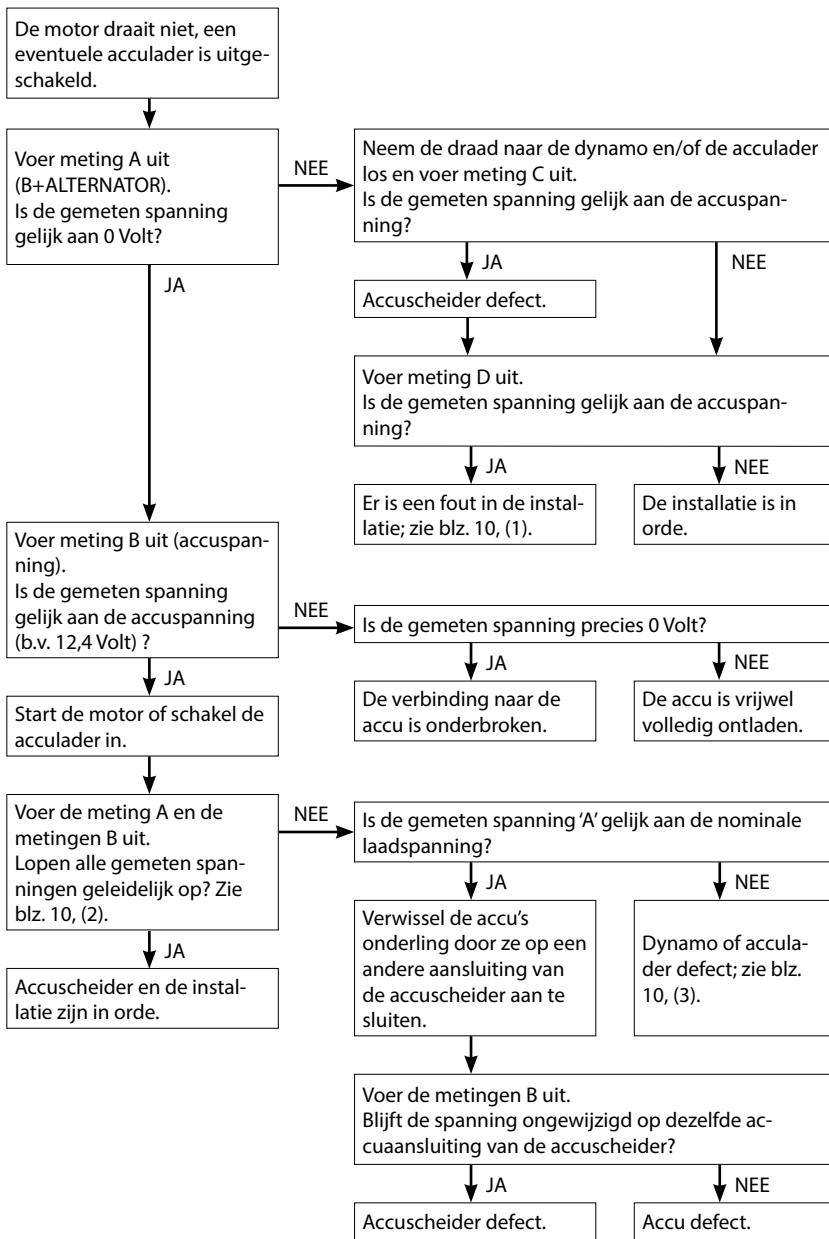 De motor draait niet, een
eventuele acculader is uitge-
schakeld.
Voer meting A uit
(B+ALTERNATOR).
Is de gemeten spanning
gelijk aan 0 Volt?
NEE
Neem de draad naar de dynamo en/of de acculader
los en voer meting C uit.
Is de gemeten spanning gelijk aan de accuspan-
ning?
JA
JA
NEE
Accuscheider defect.
Voer meting D uit.
Is de gemeten spanning gelijk aan de accuspan-
ning?
JA
NEE
Er is een fout in de instal-
latie; zie blz. 10, (1).
De installatie is in
orde.
Voer meting B uit (accuspan-
ning).
Is de gemeten spanning
gelijk aan de accuspanning
(b.v. 12,4 Volt) ?
NEE
Is de gemeten spanning precies 0 Volt?
JA
JA
NEE
De verbinding naar de
accu is onderbroken.
De accu is vrijwel
volledig ontladen.
Start de motor of schakel de
acculader in.
Voer de meting A en de
metingen B uit.
Lopen alle gemeten span-
ningen geleidelijk op? Zie
blz. 10, (2).
NEE
Is de gemeten spanning ‘A’ gelijk aan de nominale
laadspanning?
JA
JA
NEE
Accuscheider en de instal-
latie zijn in orde.
Verwissel de accu’s
onderling door ze op een
andere aansluiting van
de accuscheider aan te
sluiten.
Dynamo of accula-
der defect; zie blz.
10, (3).
Voer de metingen B uit.
Blijft de spanning ongewijzigd op dezelfde ac-
cuaansluiting van de accuscheider?
JA
NEE
Accuscheider defect.
Accu defect.